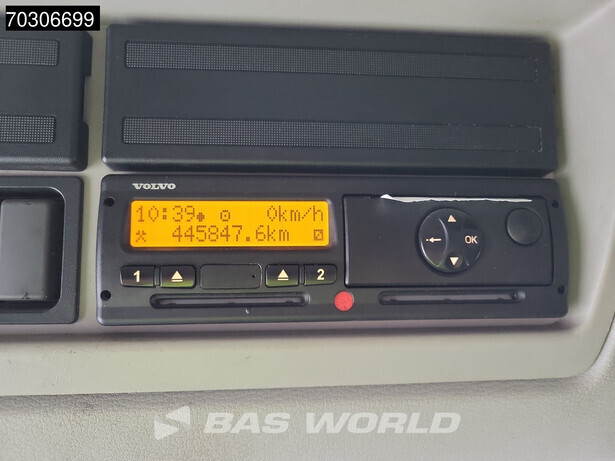 70306699
VOLVO
10:39 0km/h
445847.6km
1 2
OK
BAS WORLD